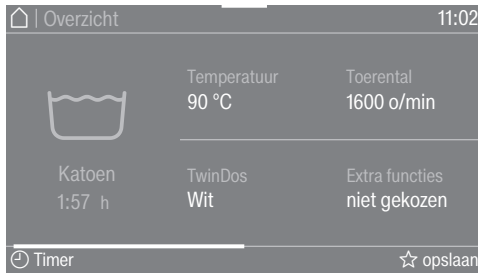 | Overzicht 11:02
Temperatuur Toerental
90 °C 1600 o/min
Katoen TwinDos Extra functies
1:57 h Wit niet gekozen
Timer opslaan